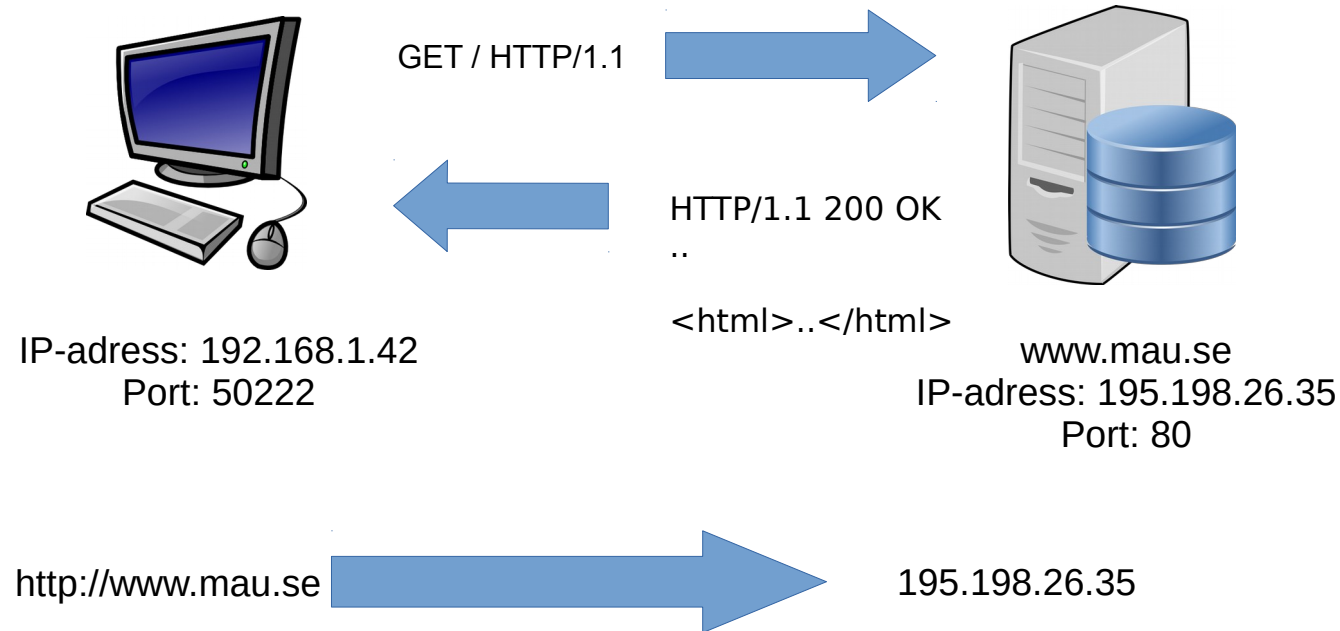 GET / HTTP/1.1
HTTP/1.1 200 OK
..
<html>..</html>
IP-adress: 192.168.1.42
Port: 50222
www.mau.se
IP-adress: 195.198.26.35
Port: 80
http://www.mau.se
195.198.26.35